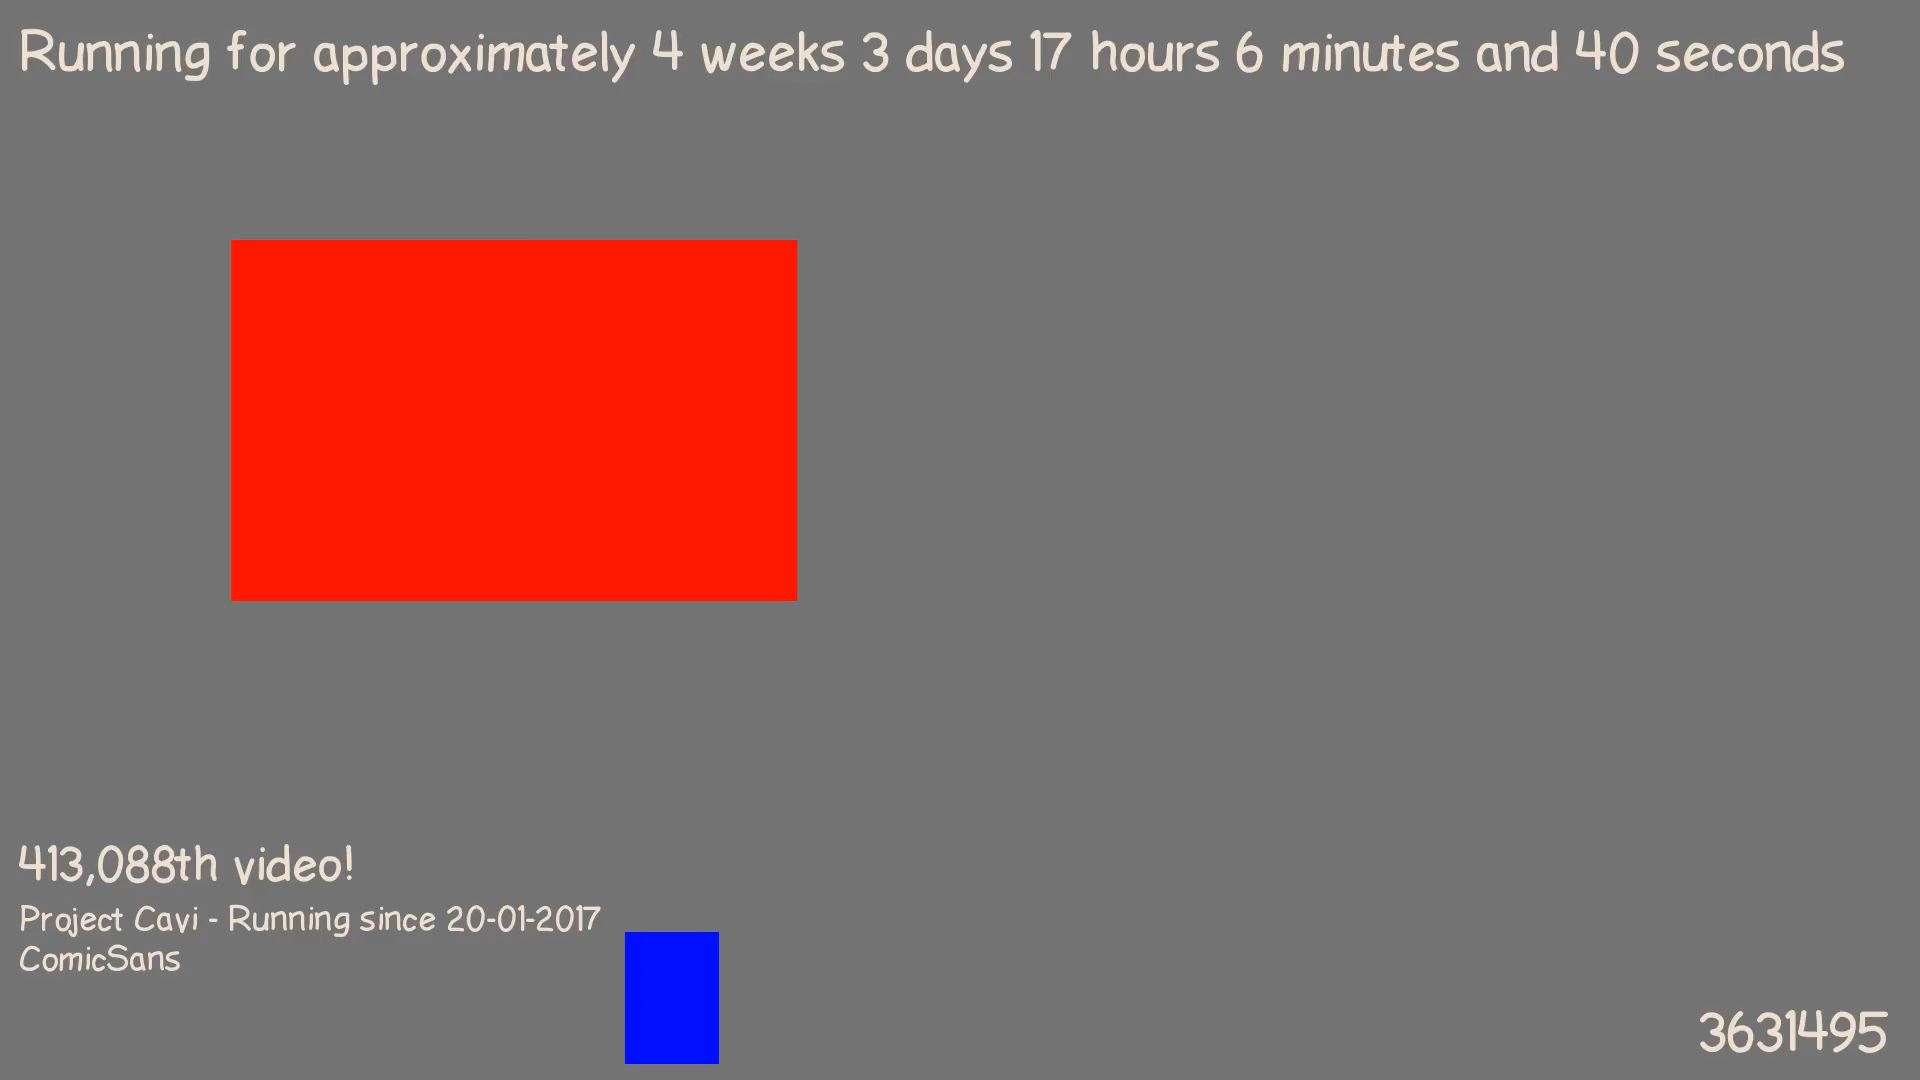 Running for approximately 4 weeks 3 days 17 hours 6 minutes and 40 seconds
413,088th video!
Project Cavi - Running since 20-01-2017
ComicSans
3631495